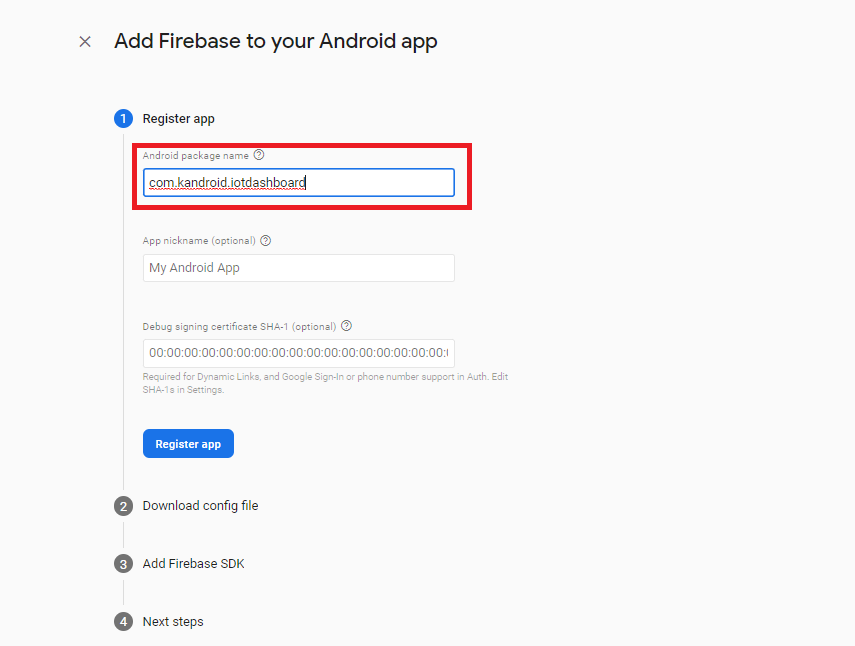 Add Firebase to your Android app
1 Register app
Android package name
com.kandroid.iotdashboard
App nickname (optional)
My Android App
Debug signing certificate SHA-1 (optional)
00:00:00:00:00:00:00:00:00:00:00:00:00:00:00:00:00:
Required for Dynamic Links, and Google Sign-In or phone number support in Auth. Edit
SHA-1s in Settings.
Register app
2 Download config file
3 Add Firebase SDK
4 Next steps